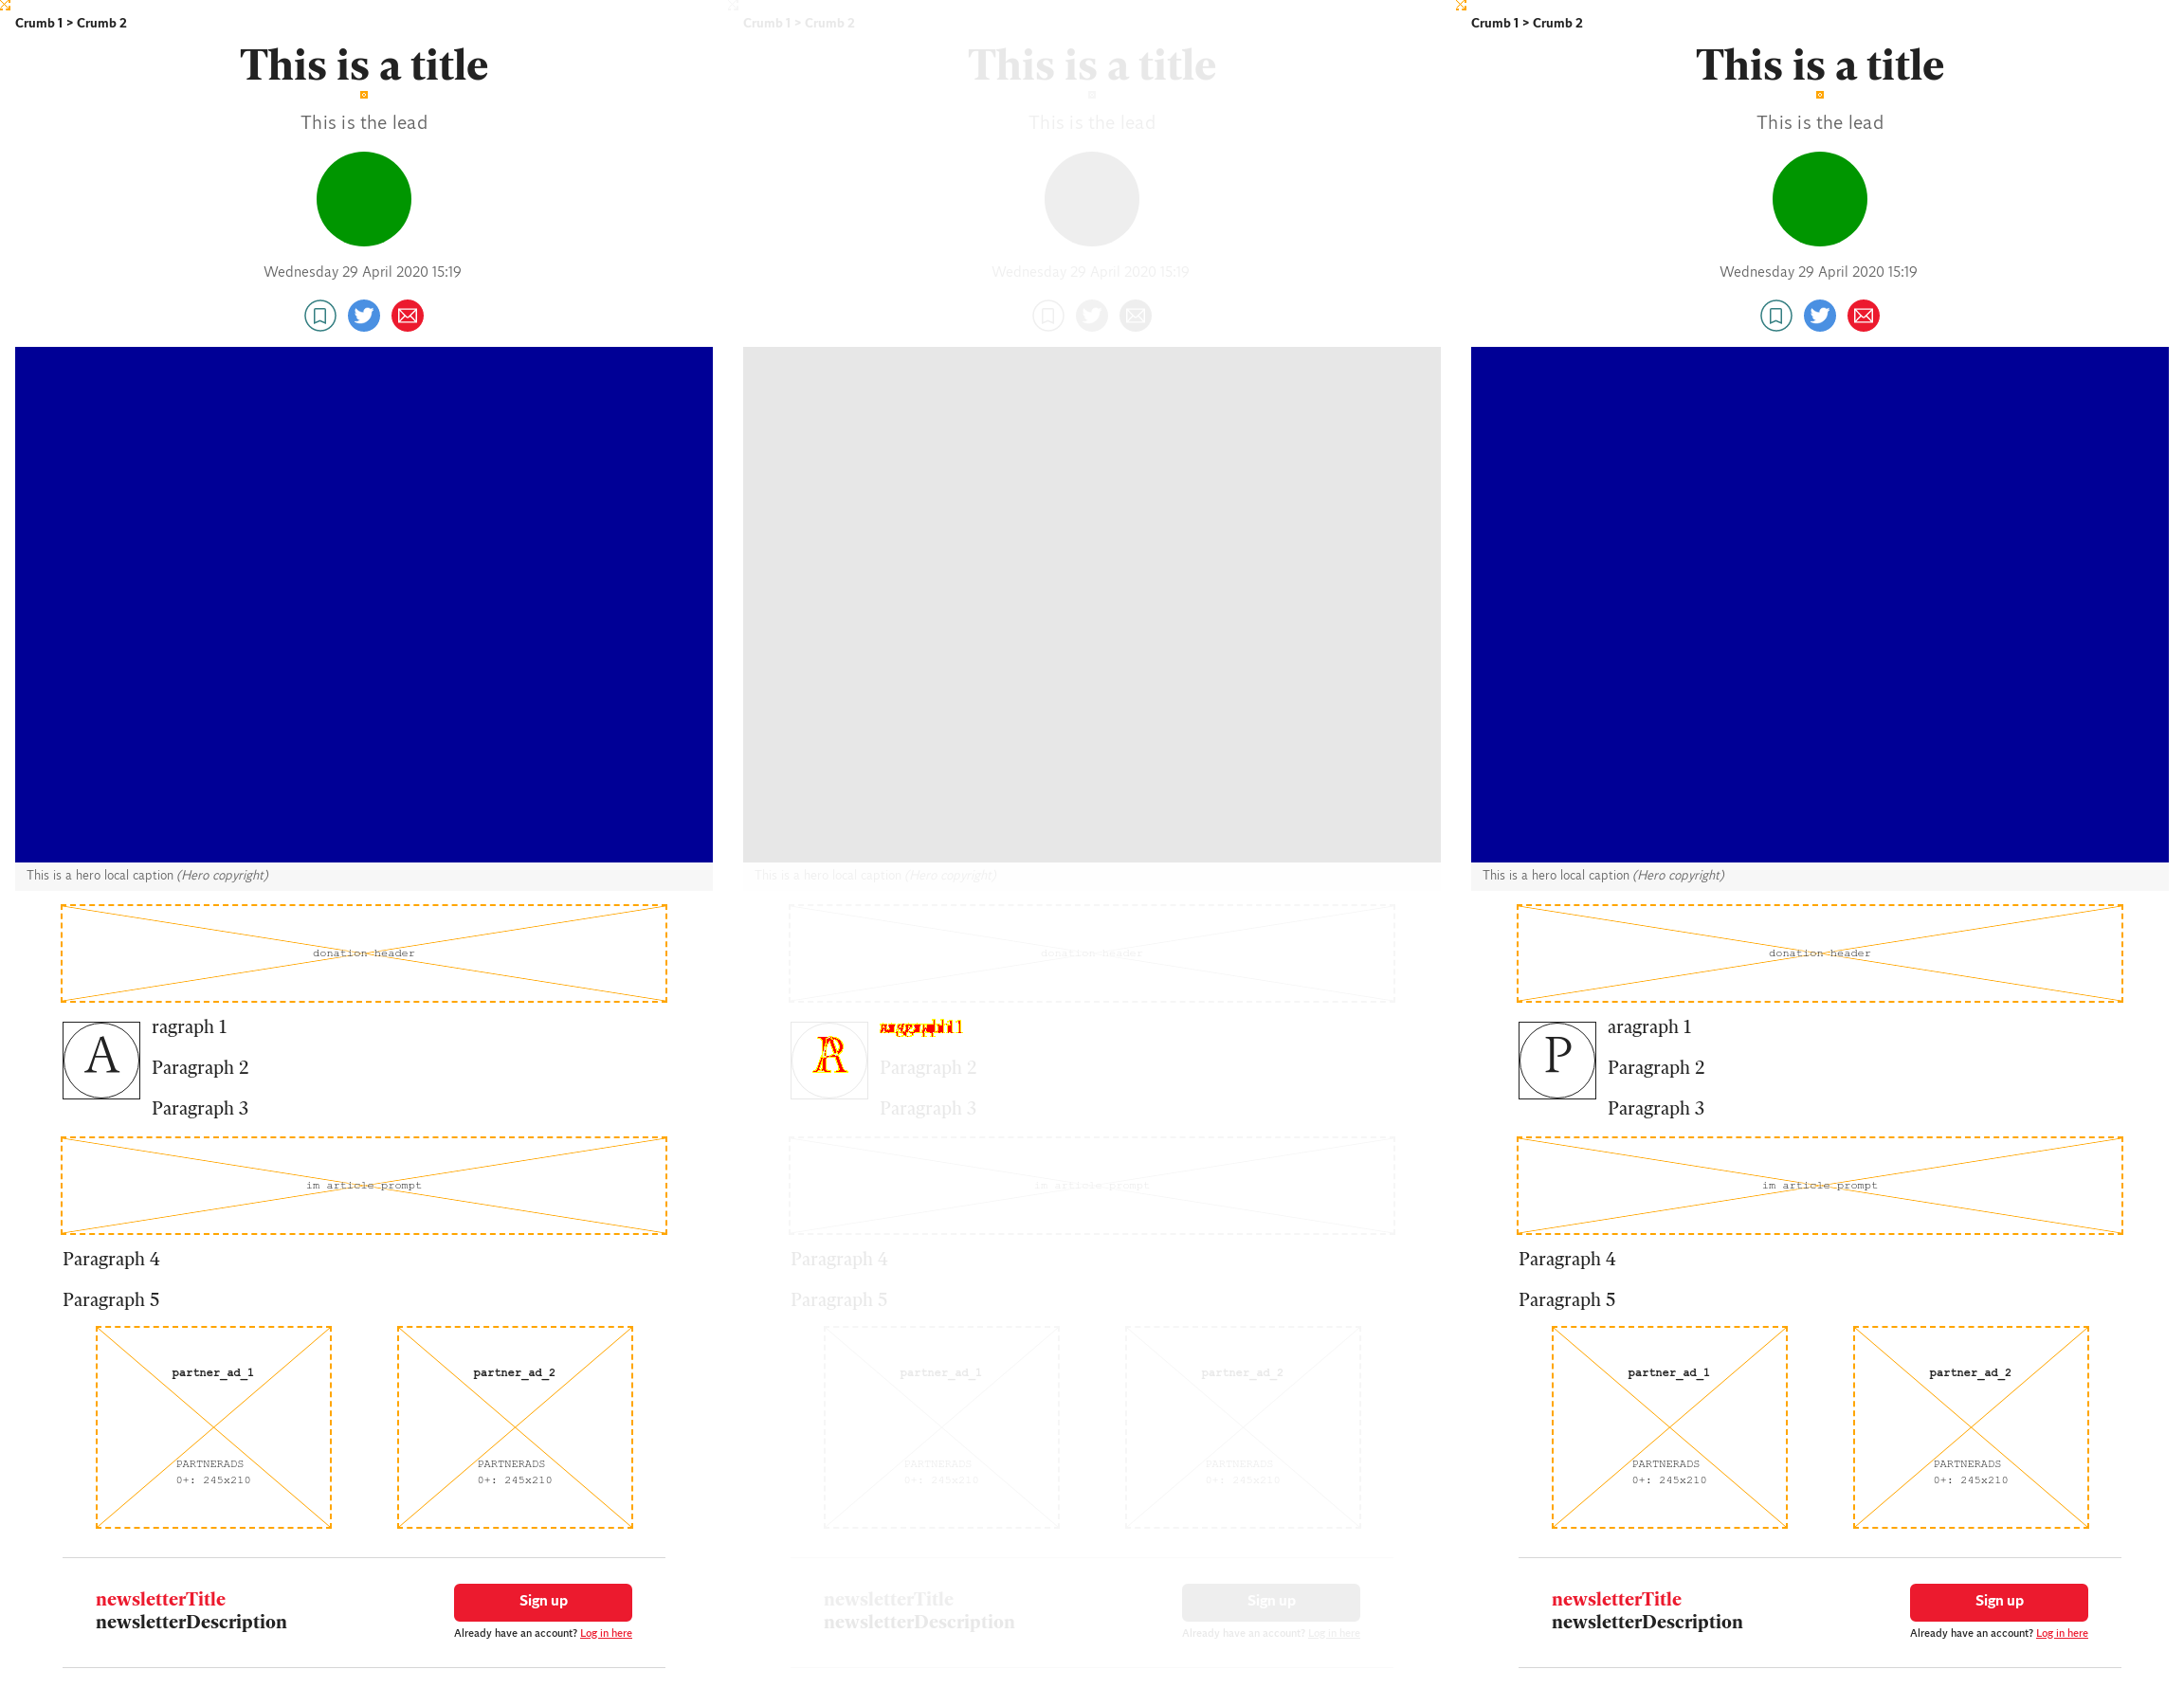 Crumb 1 > Crumb 2
This is a title
This is the lead
Wednesday 29 April 2020 15:19
This is a hero local caption (Hero copyright)
donation header
A
ragraph 1
Paragraph 2
Paragraph 3
im article prompt
Paragraph 4
Paragraph 5
partner_ad_1
PARTNERADS
0+: 245x210
partner_ad_2
PARTNERADS
0+: 245x210
newsletterTitle
newsletterDescription
Sign up
Already have an account? Log in here
Crumb 1 > Crumb 2
This is a title
This is the lead
Wednesday 29 April 2020 15:19
This is a hero local caption (Hero copyright)
donation header
Paragraph 2
Paragraph 3
im article prompt
Paragraph 4
Paragraph 5
partner_ad_1
PARTNERADS
0+: 245x210
partner_ad_2
PARTNERADS
0+: 245x210
newsletterTitle
newsletterDescription
Sign up
Already have an account? Log in here
Crumb 1 > Crumb 2
This is a title
This is the lead
Wednesday 29 April 2020 15:19
This is a hero local caption (Hero copyright)
donation header
P
aragraph 1
Paragraph 2
Paragraph 3
im article prompt
Paragraph 4
Paragraph 5
partner_ad_1
PARTNERADS
0+: 245x210
partner_ad_2
PARTNERADS
0+: 245x210
newsletterTitle
newsletterDescription
Sign up
Already have an account? Log in here